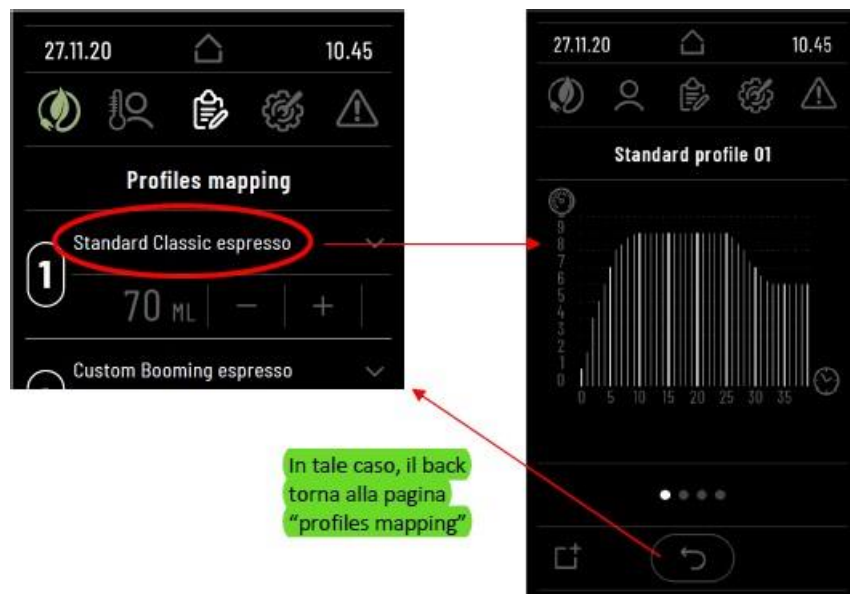 27.11.20 10.45
Profiles mapping
Standard Classic espresso
1
70 ML - +
Custom Booming espresso
27.11.20 10.45
Standard profile 01
9
8
7
6
5
4
3
2
1
0
0 5 10 15 20 25 30 35
In tale caso, il back
torna alla pagina
“profiles mapping”